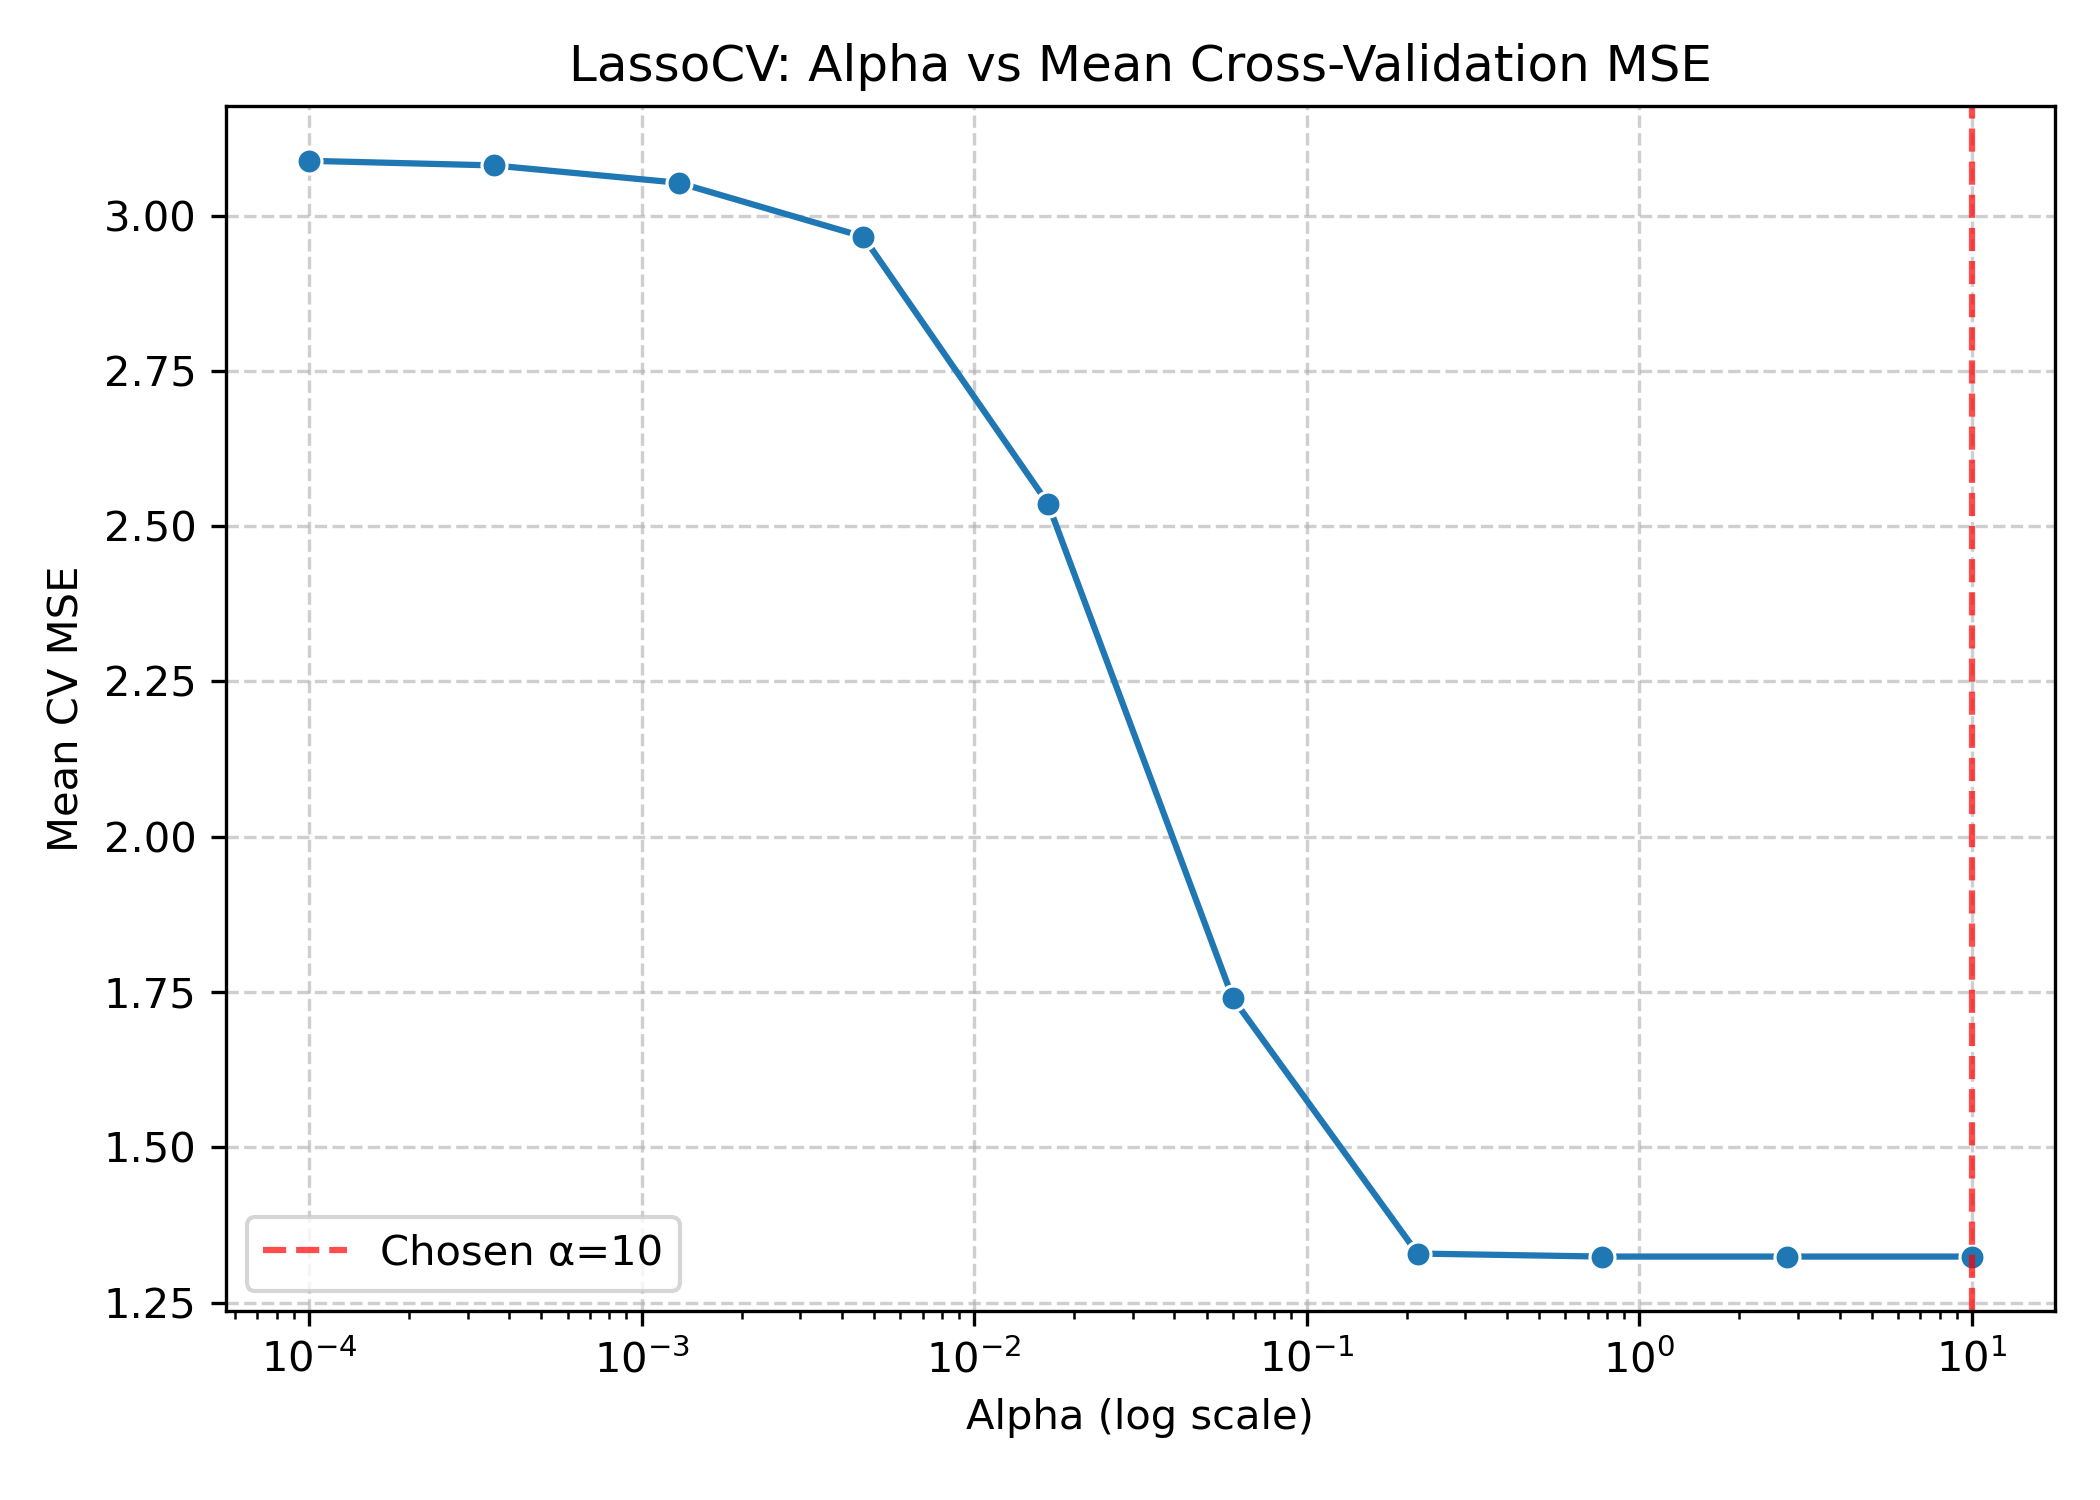 LassoCV: Alpha vs Mean Cross-Validation MSE
Mean CV MSE
3.00
2.75
2.50
2.25
2.00
1.75
1.50
1.25
Chosen α=10
10⁻⁴ 10⁻³ 10⁻² 10⁻¹ 10⁰ 10¹
Alpha (log scale)